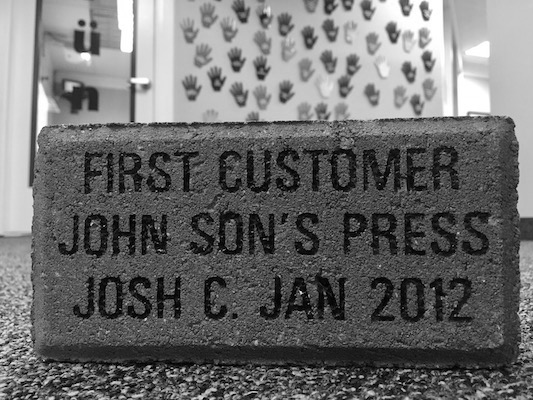 FIRST CUSTOMER
JOHN SON'S PRESS
JOSH C. JAN 2012